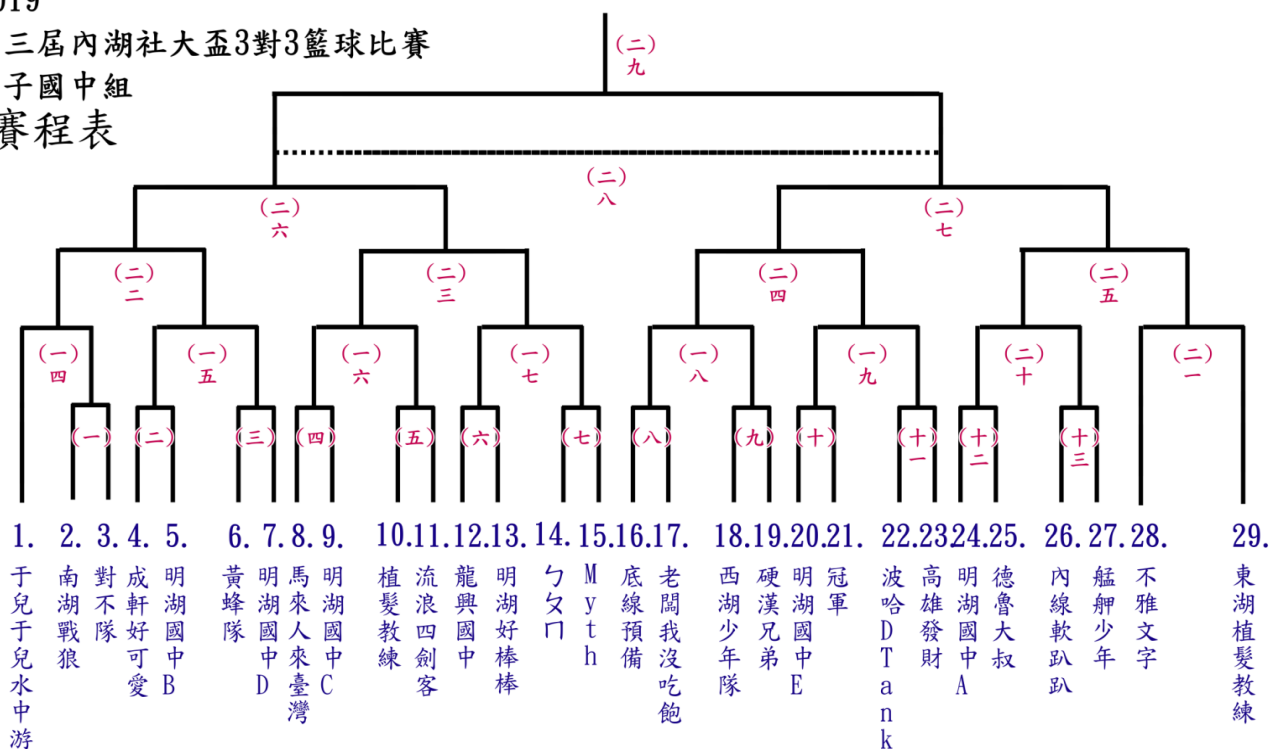 2019
三屆內湖社大盃3對3籃球比賽
子國中組
賽程表
(二)九
(二)八
(二)六
(二)七
(二)二
(二)三
(二)四
(二)五
(一)四
(一)五
(一)六
(一)七
(一)八
(一)九
(二)十
(二)一
(一)
(二)
(三)
(四)
(五)
(六)
(七)
(八)
(九)
(十)
(十一)
(十二)
(十三)
1. 于兒于兒水中游
2. 南湖戰狼
3. 對不隊
4. 成軒好可愛
5. 明湖國中B
6. 黃蜂隊
7. 明湖國中D
8. 馬來人來臺灣
9. 明湖國中C
10. 植髮教練
11. 流浪四劍客
12. 龍興國中
13. 明湖好棒棒
14. ㄅㄆㄇ
15. Myth
16. 底線預備
17. 老闆我沒吃飽
18. 西湖少年隊
19. 硬漢兄弟
20. 明湖國中E
21. 冠軍
22. 波哈DTank
23. 高雄發財
24. 明湖國中A
25. 德魯大叔
26. 內線軟趴趴
27. 艋舺少年
28. 不雅文字
29. 東湖植髮教練